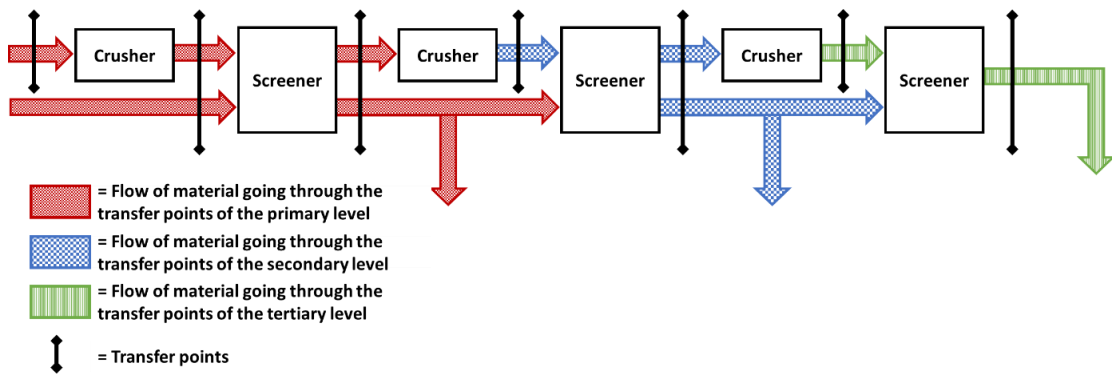 Crusher
Screener
Crusher
Screener
Crusher
Screener
= Flow of material going through the
transfer points of the primary level
= Flow of material going through the
transfer points of the secondary level
= Flow of material going through the
transfer points of the tertiary level
= Transfer points